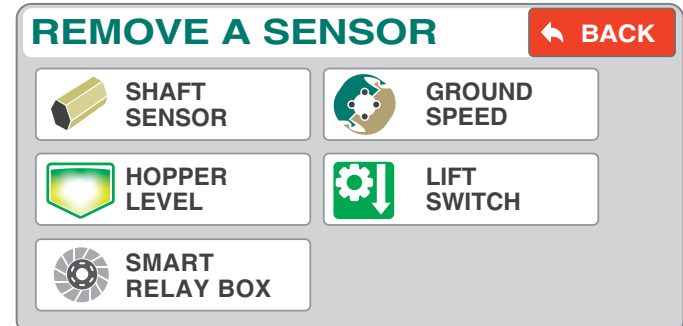 REMOVE A SENSOR
BACK
SHAFT
SENSOR
GROUND
SPEED
HOPPER
LEVEL
LIFT
SWITCH
SMART
RELAY BOX